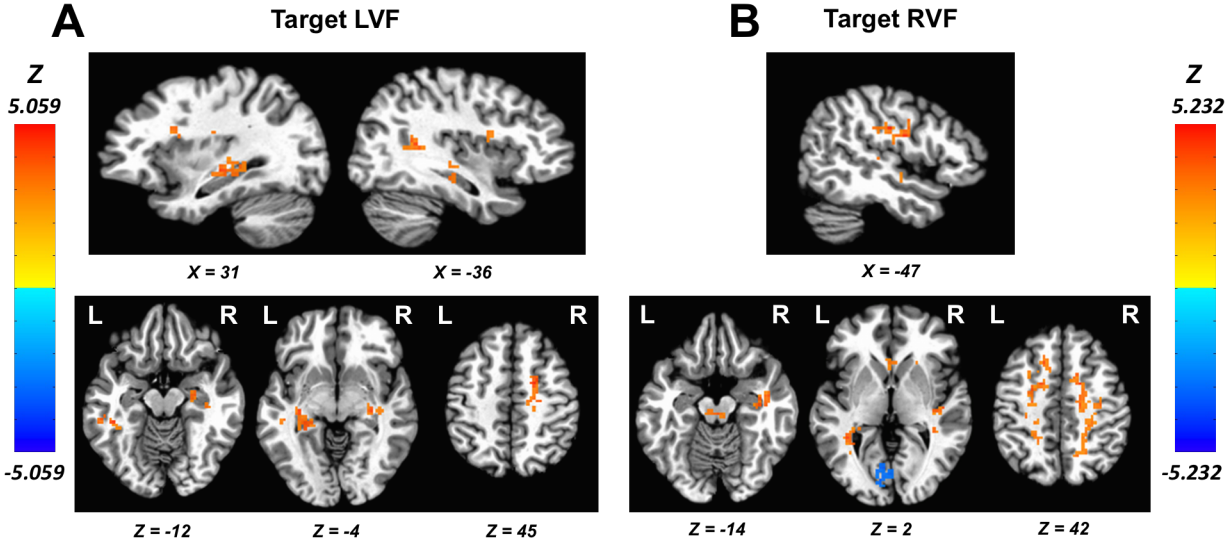 A
Target LVF
B
Target RVF
Z
5.059
-5.059
X = 31
X = -36
L
R
L
R
L
R
Z = -12
Z = -4
Z = 45
X = -47
L
R
L
R
L
R
Z = -14
Z = 2
Z = 42
Z
5.232
-5.232